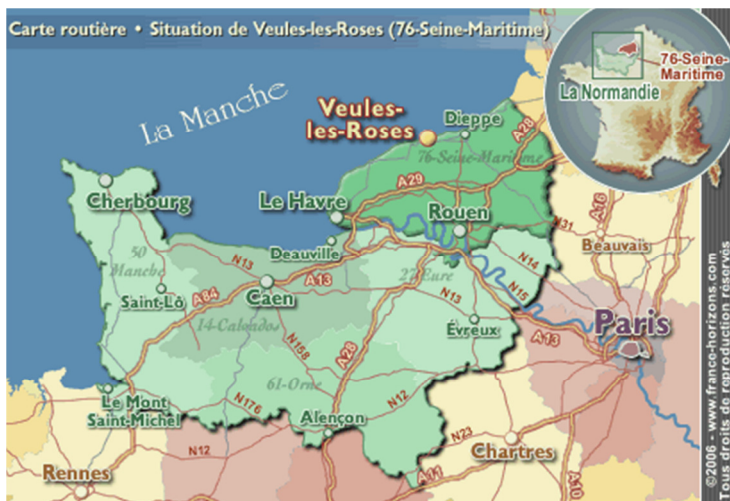 Carte routière • Situation de Veules-les-Roses (76-Seine-Maritime)
76-Seine-
Maritime
La Normandie
La Manche
Veules-
les-Roses
Dieppe
A28
76-Seine-Maritime
A29
Cherbourg
Le Havre
Rouen
N31
A16
Beauvais
Deauville
50
Manche
N13
A13
27-Eure
N14
N15
Saint-Lô
A84
Caen
N13
Paris
14-Calvados
Évreux
A13
N158
A28
61-Orne
Le Mont
Saint-Michel
N176
N12
Alençon
N12
N23
Chartres
Rennes
A11
A10
©2006 - www.france-horizons.com
Tous droits de reproduction réservés